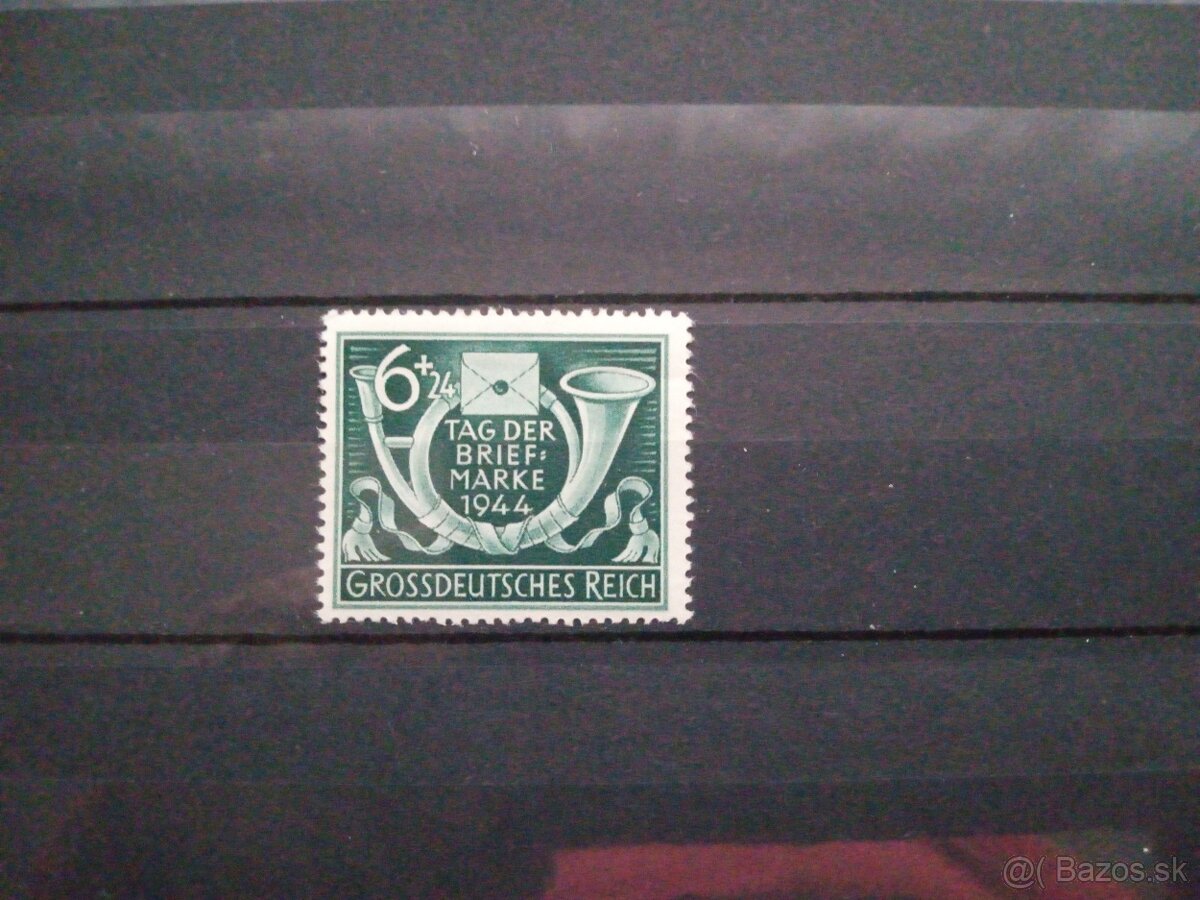 6+24
TAG DER
BRIEF=
MARKE
1944
GROSSDEUTSCHES REICH
@( Bazos.sk